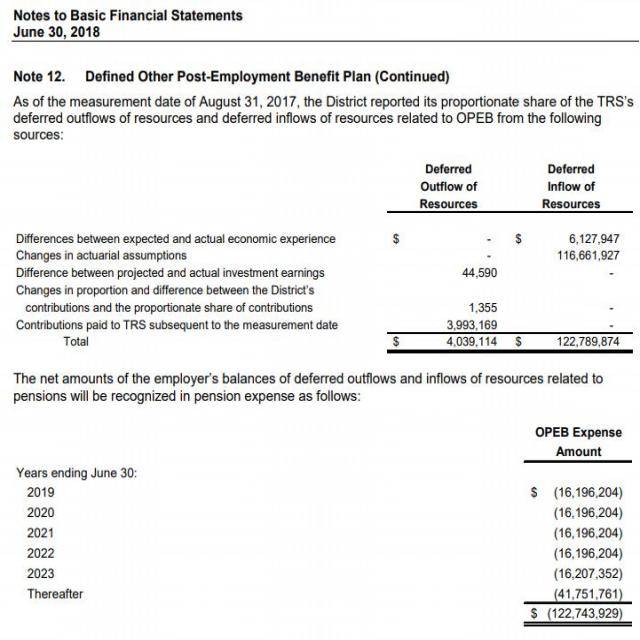 Notes to Basic Financial Statements
June 30, 2018
Note 12. Defined Other Post-Employment Benefit Plan (Continued)
As of the measurement date of August 31, 2017, the District reported its proportionate share of the TRS's
deferred outflows of resources and deferred inflows of resources related to OPEB from the following
sources:
Deferred Deferred
Outflow of Inflow of
Resources Resources
Differences between expected and actual economic experience $ - $ 6,127,947
Changes in actuarial assumptions - 116,661,927
Difference between projected and actual investment earnings 44,590 -
Changes in proportion and difference between the District's
contributions and the proportionate share of contributions 1,355 -
Contributions paid to TRS subsequent to the measurement date 3,993,169 -
Total $ 4,039,114 $ 122,789,874
The net amounts of the employer's balances of deferred outflows and inflows of resources related to
pensions will be recognized in pension expense as follows:
OPEB Expense
Amount
Years ending June 30:
2019 $ (16,196,204)
2020 (16,196,204)
2021 (16,196,204)
2022 (16,196,204)
2023 (16,207,352)
Thereafter (41,751,761)
$ (122,743,929)